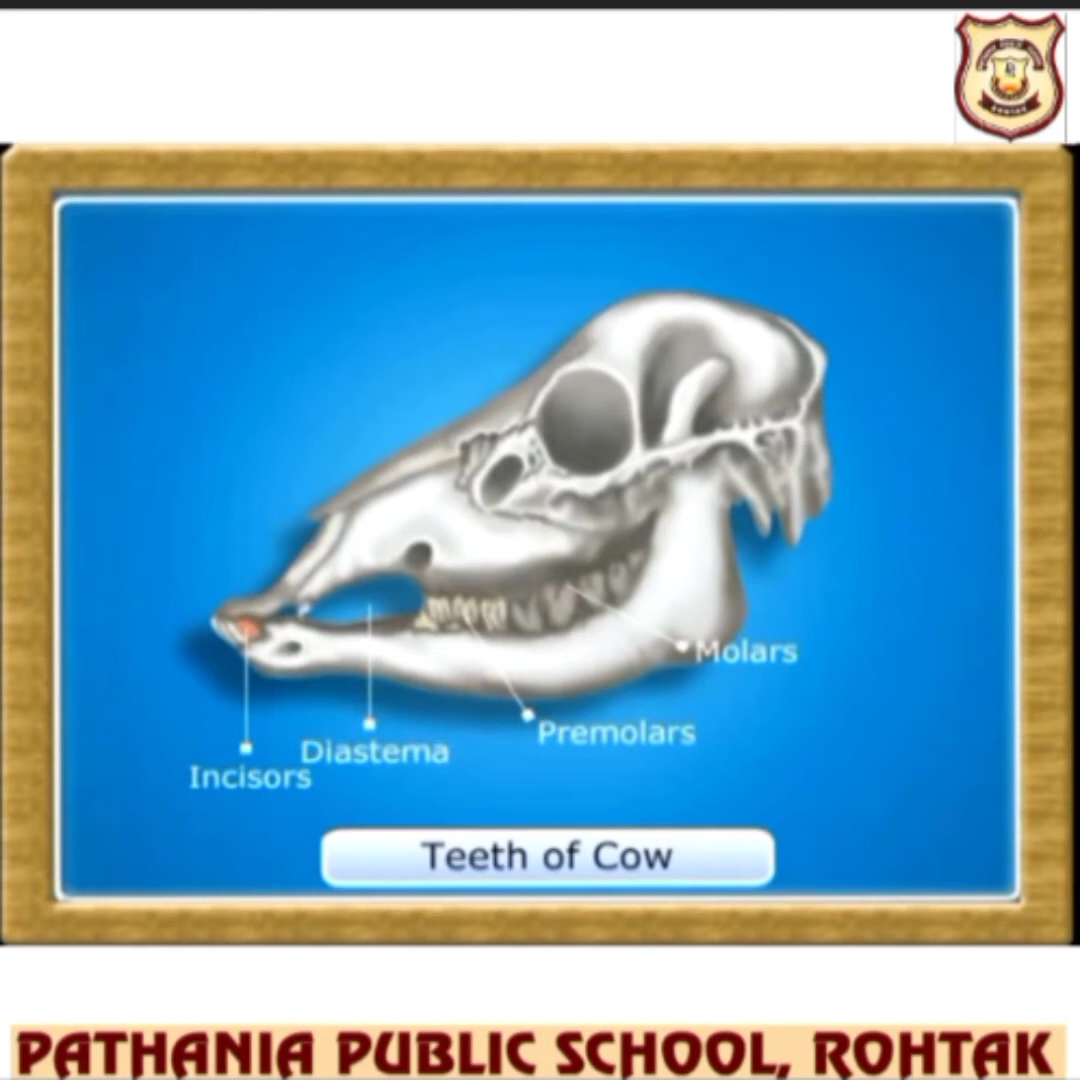 Molars
Premolars
Diastema
Incisors
Teeth of Cow
PATHANIA PUBLIC SCHOOL, ROHTAK